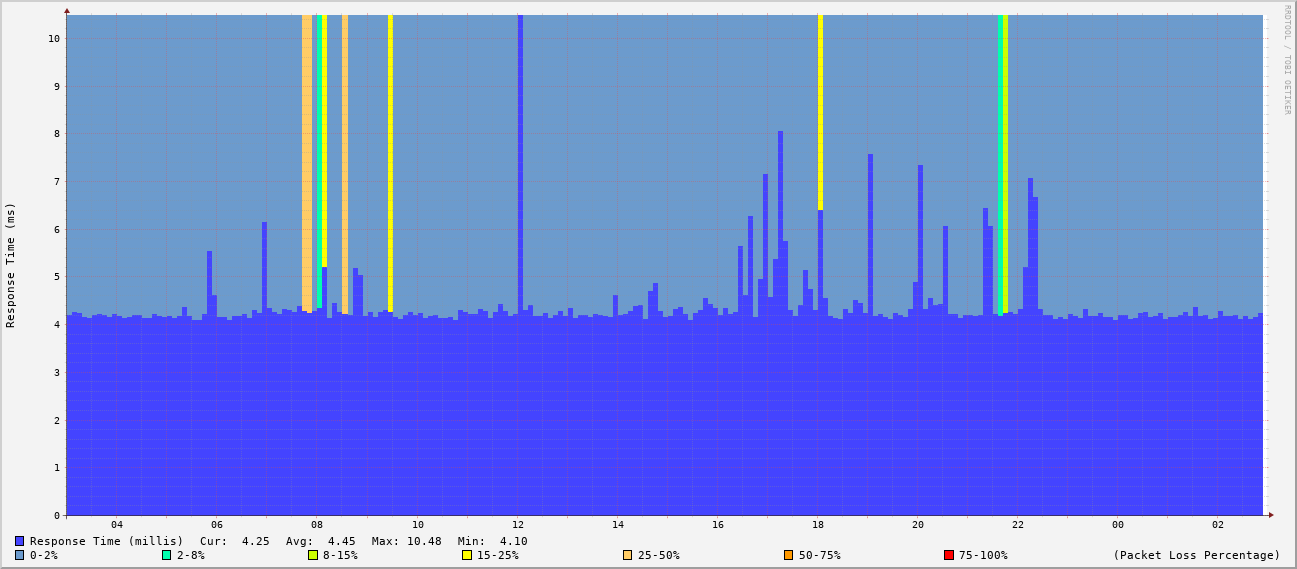 RRDTOOL / TOBI OETIKER
Response Time (ms)
10
9
8
7
6
5
4
3
2
1
0
04 06 08 10 12 14 16 18 20 22 00 02
Response Time (millis) Cur: 4.25 Avg: 4.45 Max: 10.48 Min: 4.10
0-2% 2-8% 8-15% 15-25% 25-50% 50-75% 75-100% (Packet Loss Percentage)